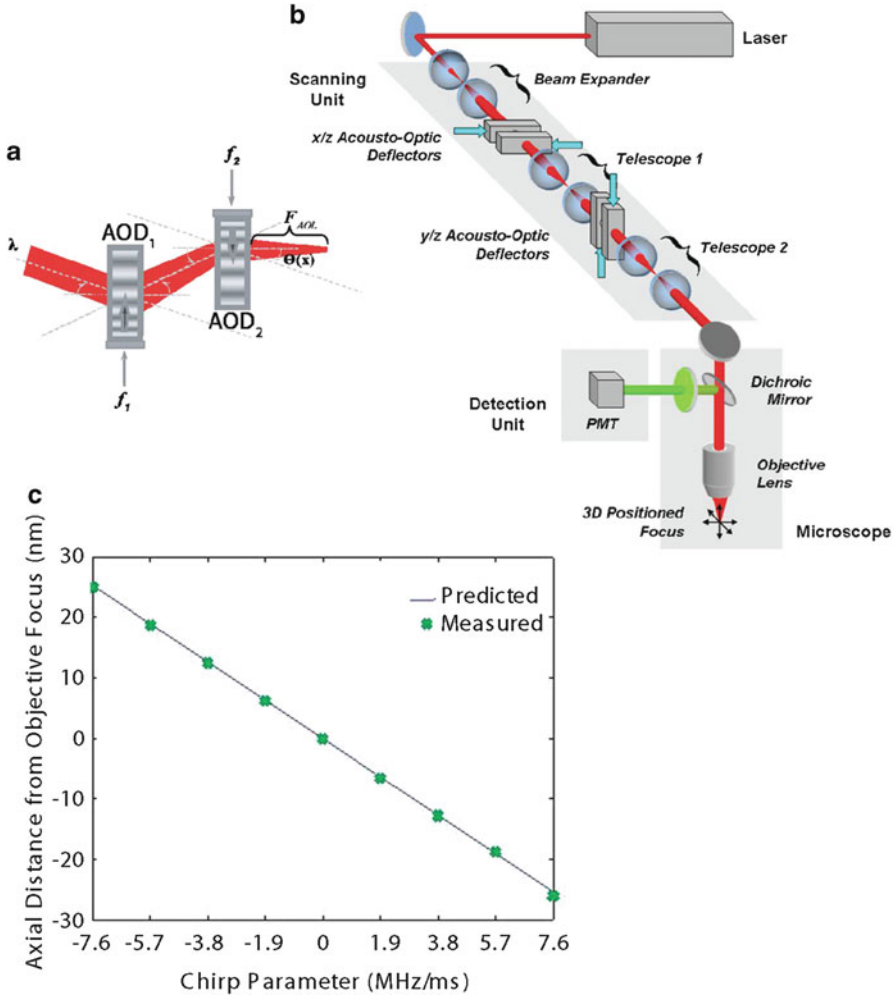 b
Laser
Scanning
Unit
Beam Expander
x/z Acousto-Optic
Deflectors
Telescope 1
y/z Acousto-Optic
Deflectors
Telescope 2
Dichroic
Mirror
Detection
Unit
PMT
Objective
Lens
3D Positioned
Focus
Microscope
a
f₂
λ
AOD₁
F_AOL
Θ(x)
AOD₂
f₁
c
Axial Distance from Objective Focus (nm)
30
20
10
0
-10
-20
-30
Predicted
Measured
-7.6 -5.7 -3.8 -1.9 0 1.9 3.8 5.7 7.6
Chirp Parameter (MHz/ms)